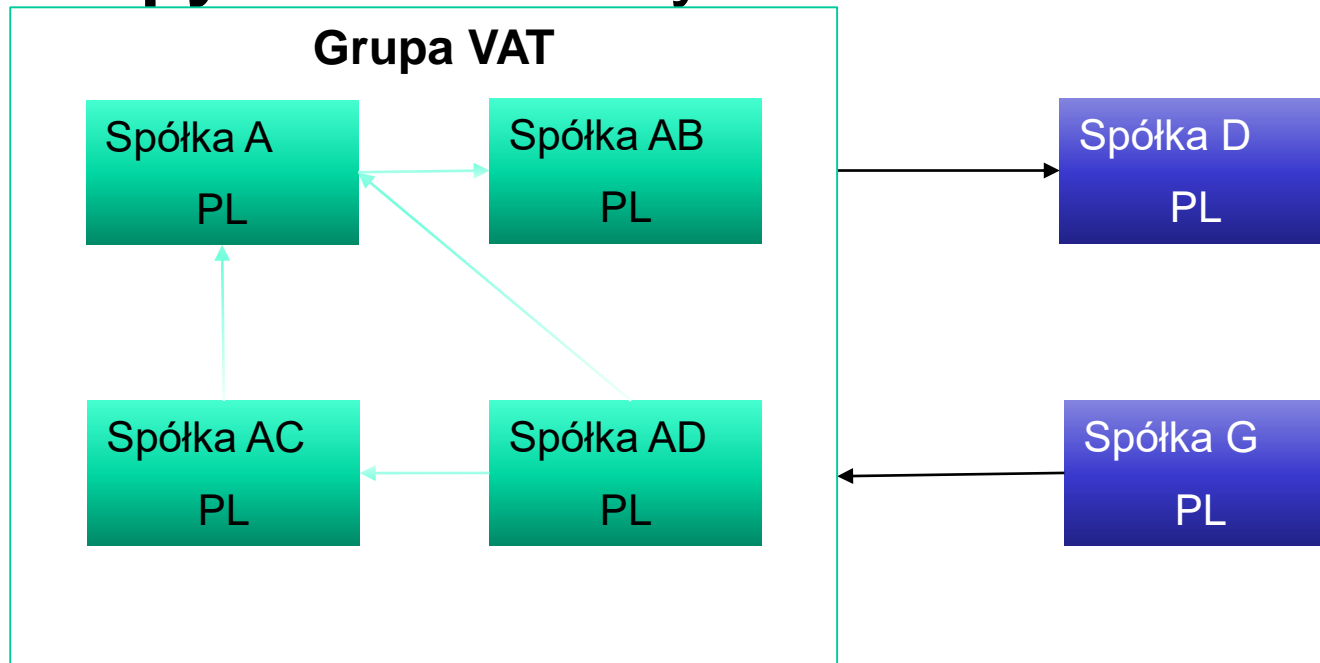 Grupa VAT
Spółka A
PL
Spółka AB
PL
Spółka D
PL
Spółka AC
PL
Spółka AD
PL
Spółka G
PL